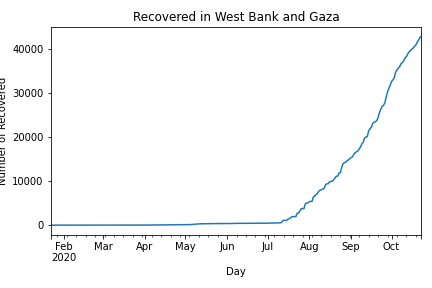 Recovered in West Bank and Gaza
Number of Recovered
40000
30000
20000
10000
0
Feb Mar Apr May Jun Jul Aug Sep Oct
2020
Day